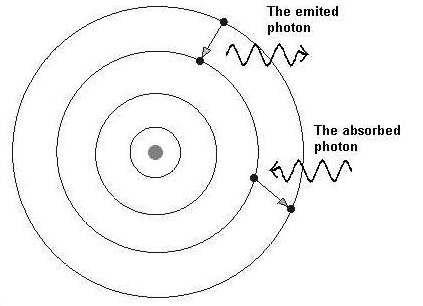 The emited
photon
The absorbed
photon